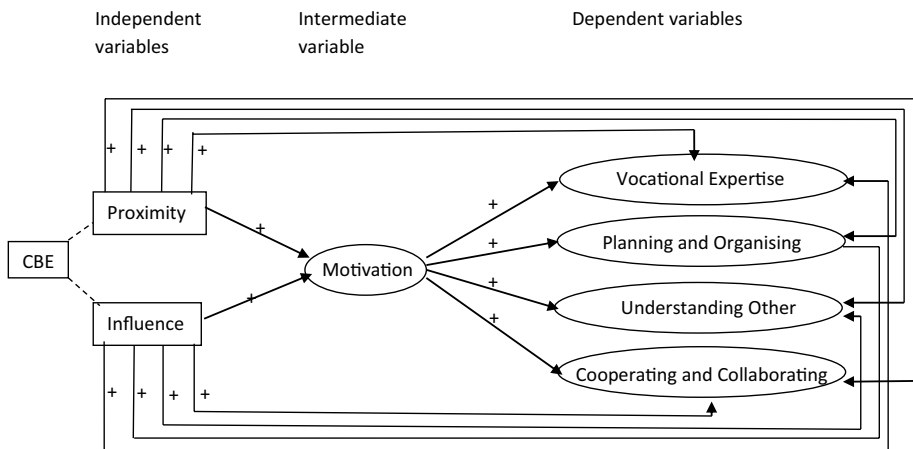 Independent variables
Intermediate variable
Dependent variables
+ + + +
Vocational Expertise
Proximity
+
+
Planning and Organising
+
CBE
Motivation
+
+
Understanding Other
Influence
+
Cooperating and Collaborating
+ + + +